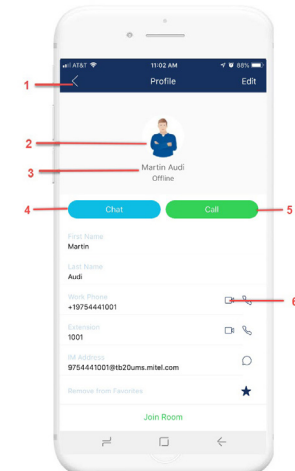 AT&T 11:02 AM 88%
1
Profile Edit
2
3
Martin Audi
Offline
4
Chat Call
5
First Name
Martin
Last Name
Audi
Work Phone
+19754441001
6
Extension
1001
IM Address
9754441001@tb20ums.mitel.com
Remove from Favorites
Join Room